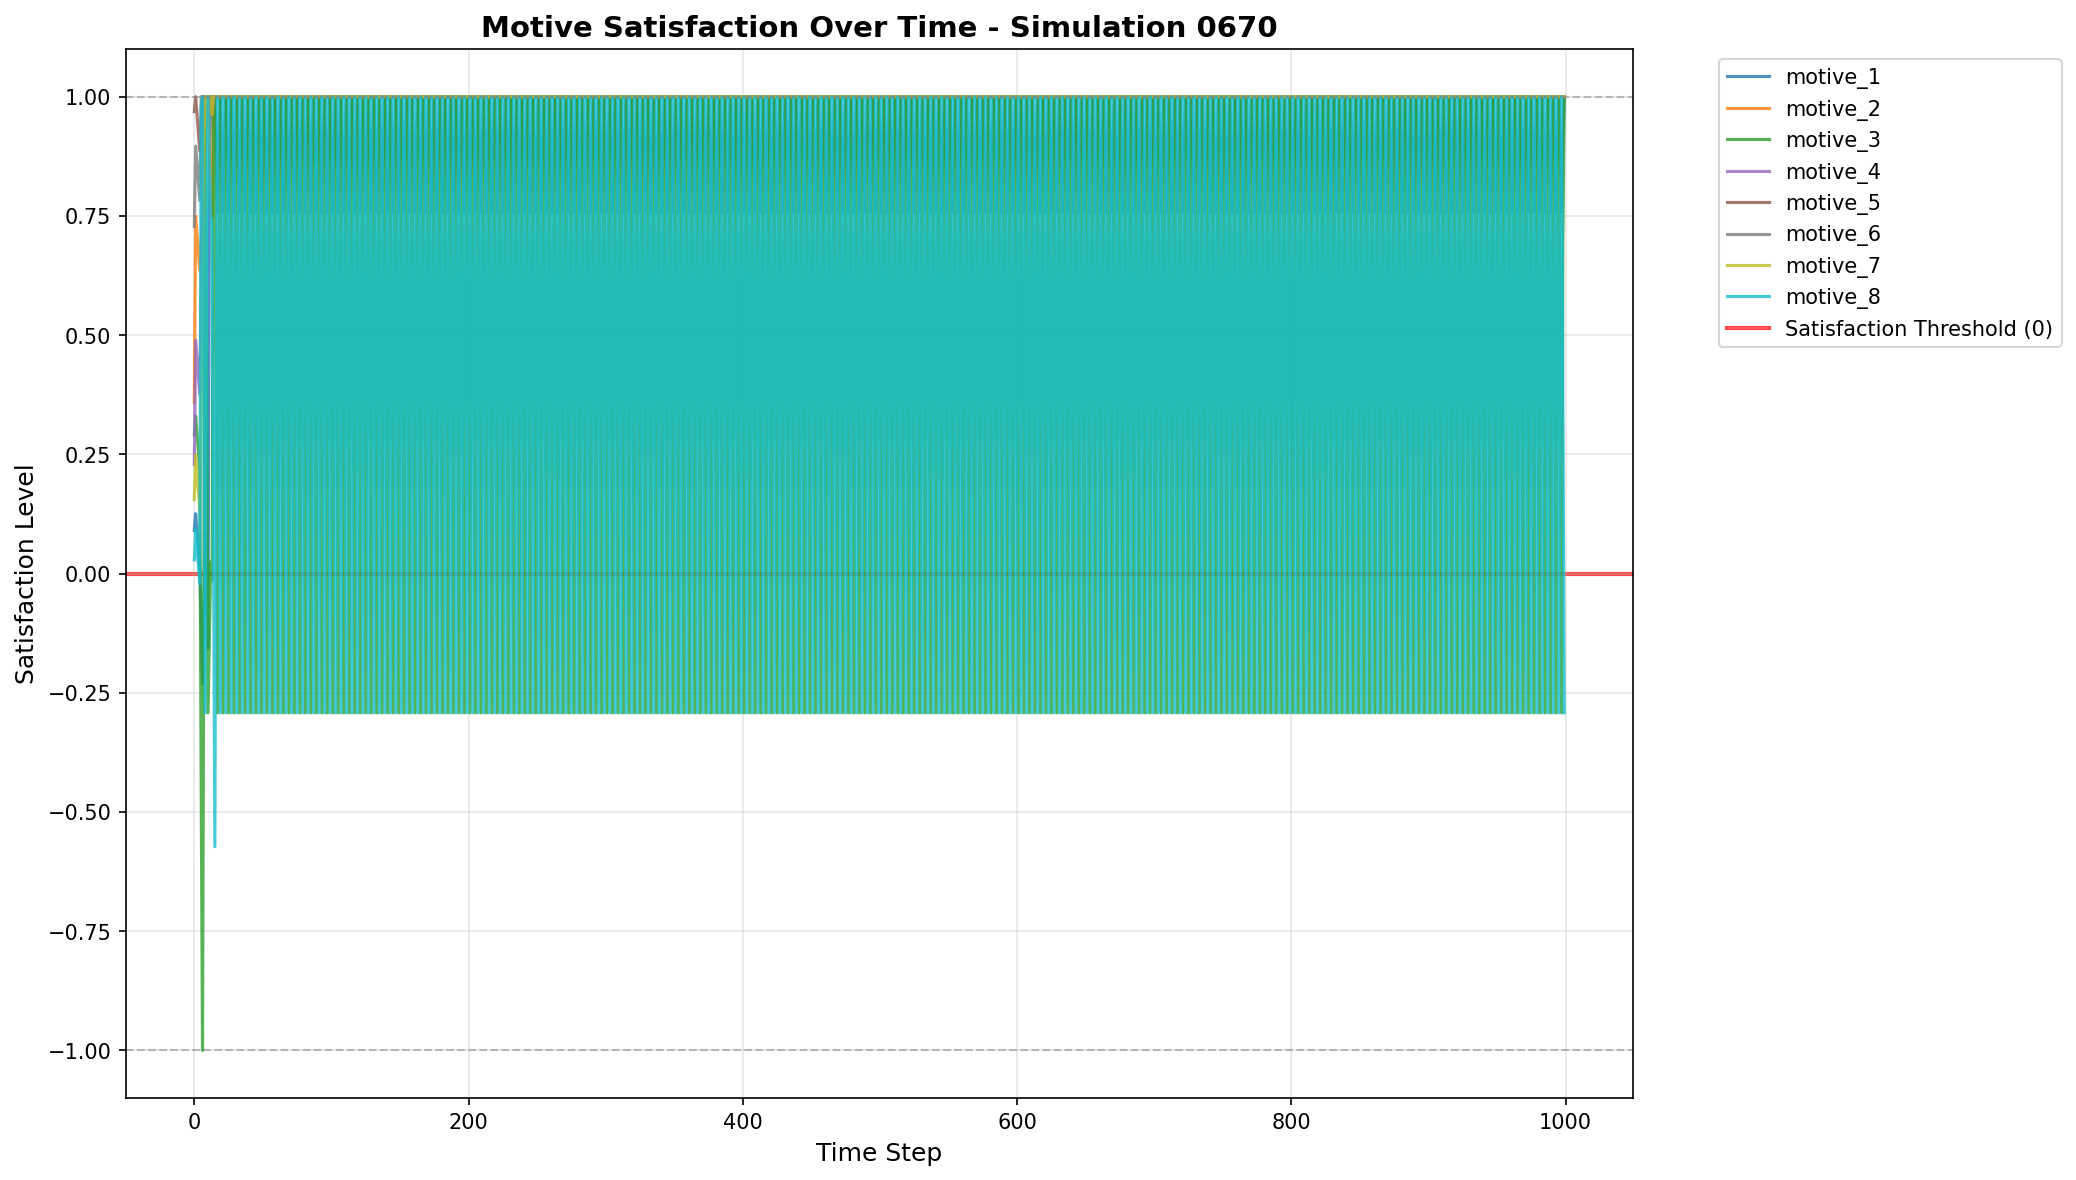 Motive Satisfaction Over Time - Simulation 0670
1.00
0.75
0.50
0.25
0.00
−0.25
−0.50
−0.75
−1.00
Satisfaction Level
0
200
400
600
800
1000
Time Step
motive_1
motive_2
motive_3
motive_4
motive_5
motive_6
motive_7
motive_8
Satisfaction Threshold (0)